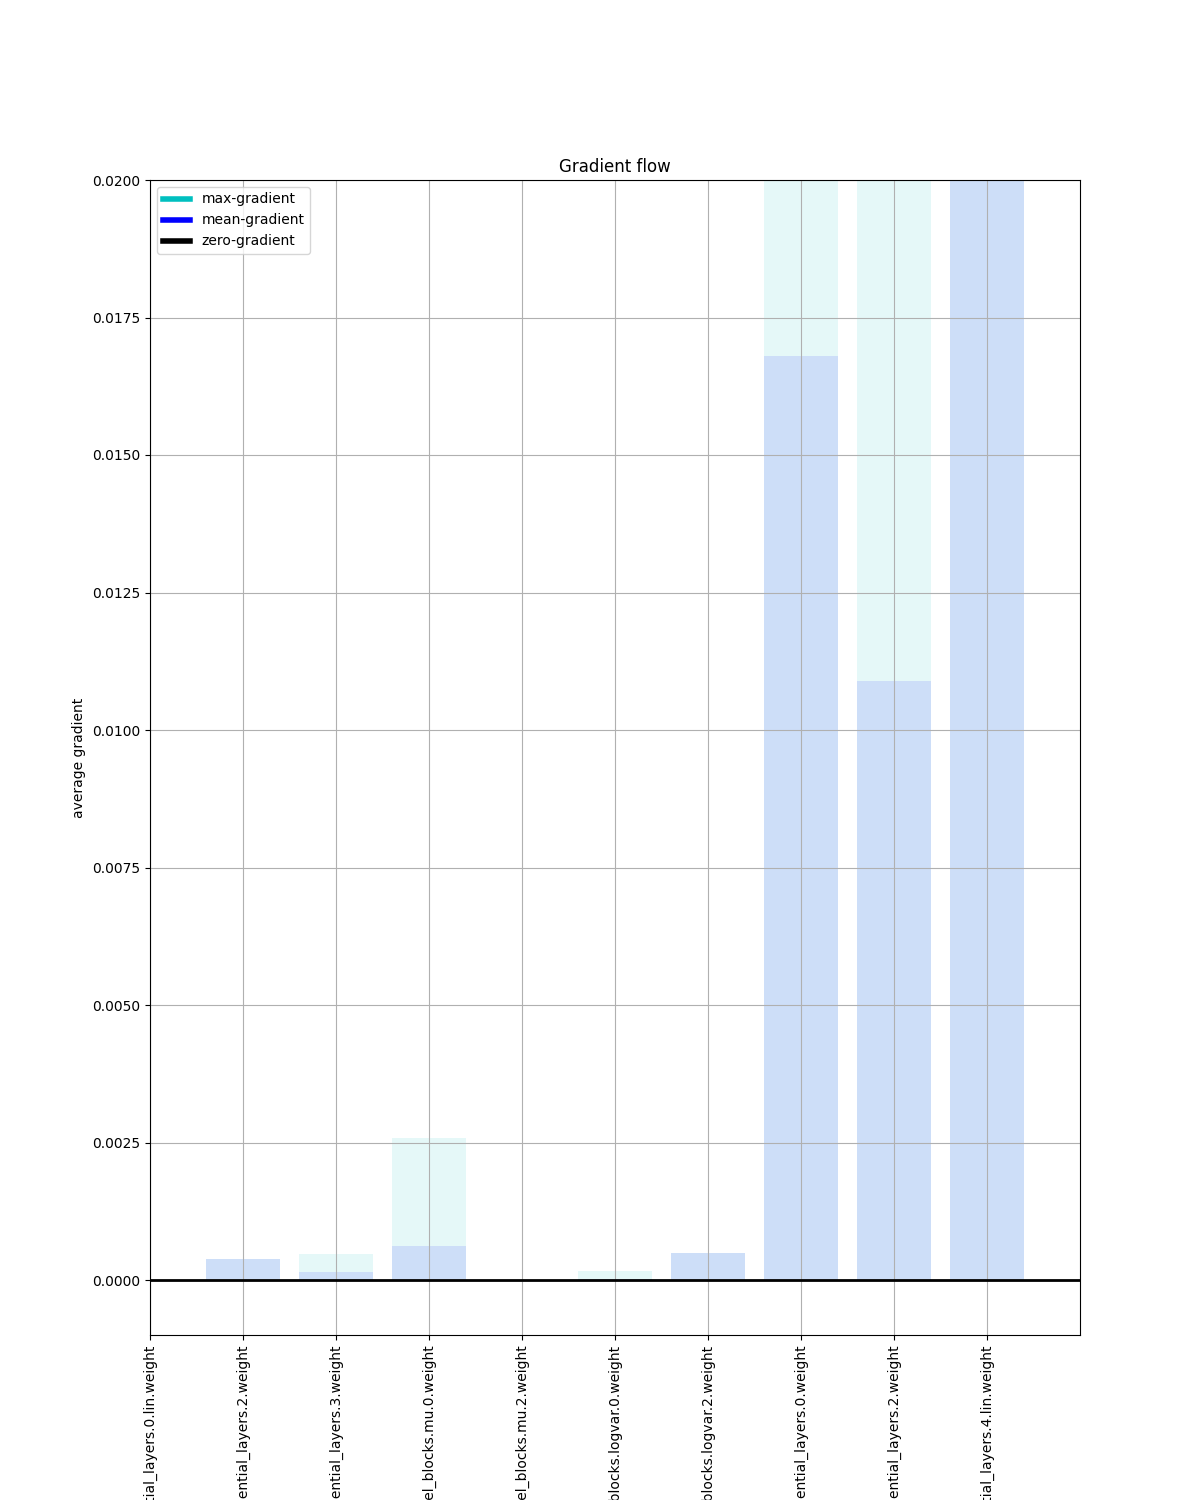 Gradient flow
max-gradient
mean-gradient
zero-gradient
0.0200
0.0175
0.0150
0.0125
0.0100
0.0075
0.0050
0.0025
0.0000
average gradient
tial_layers.0.lin.weight
ential_layers.2.weight
ential_layers.3.weight
el_blocks.mu.0.weight
el_blocks.mu.2.weight
blocks.logvar.0.weight
blocks.logvar.2.weight
ential_layers.0.weight
ential_layers.2.weight
tial_layers.4.lin.weight